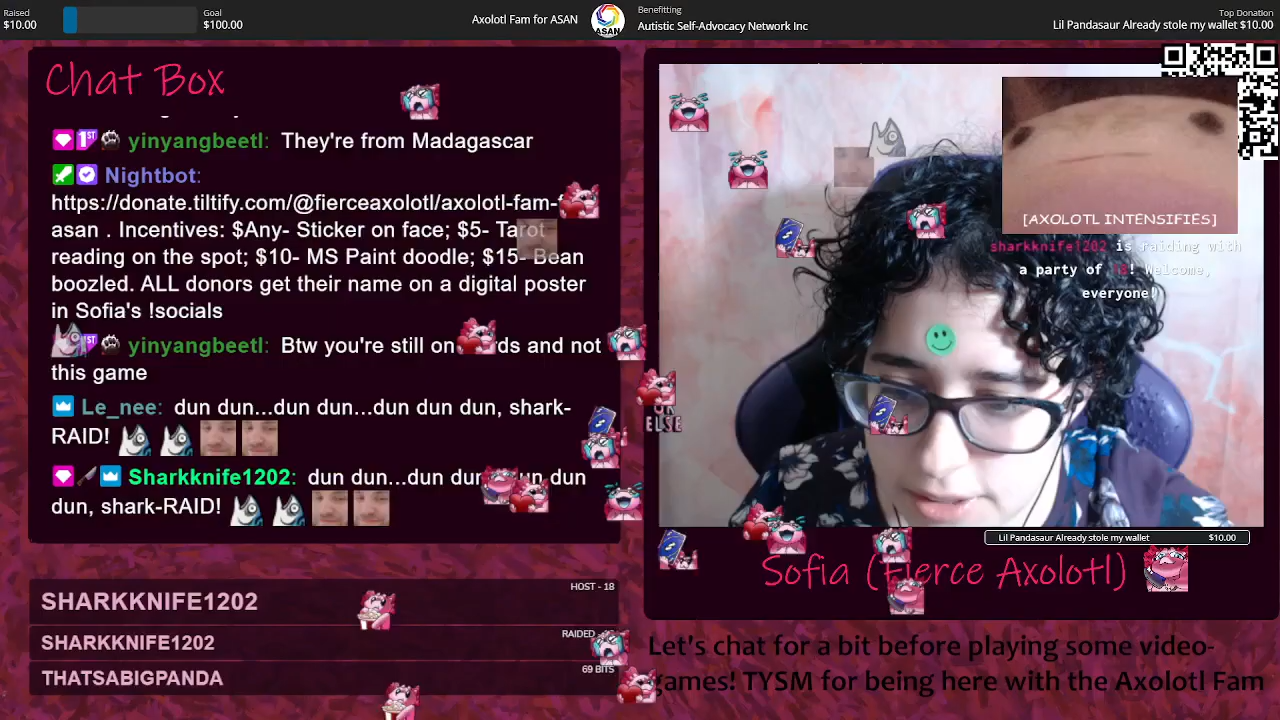 Raised
$10.00
Goal
$100.00
Axolotl Fam for ASAN
ASAN
Benefitting
Autistic Self-Advocacy Network Inc
Top Donation
Lil Pandasaur Already stole my wallet $10.00
Chat Box
yinyangbeetl: They're from Madagascar
Nightbot:
https://donate.tiltify.com/@fierceaxolotl/axolotl-fam-
asan . Incentives: $Any- Sticker on face; $5- Tarot
reading on the spot; $10- MS Paint doodle; $15- Bean
boozled. ALL donors get their name on a digital poster
in Sofia's !socials
1ST yinyangbeetl: Btw you're still on not
this game
Le_nee: dun dun...dun dun...dun dun dun, shark-
RAID!
Sharkknife1202: dun dun...dun dun
dun, shark-RAID!
HOST - 18
SHARKKNIFE1202
SHARKKNIFE1202
RAIDED
THATSABIGPANDA
69 BITS
[AXOLOTL INTENSIFIES]
sharkknife1202 is raiding with
a party of 18! Welcome,
everyone!
OR
ELSE
Lil Pandasaur Already stole my wallet $10.00
Sofia (Fierce Axolotl)
Let's chat for a bit before playing some video-
games! TYSM for being here with the Axolotl Fam